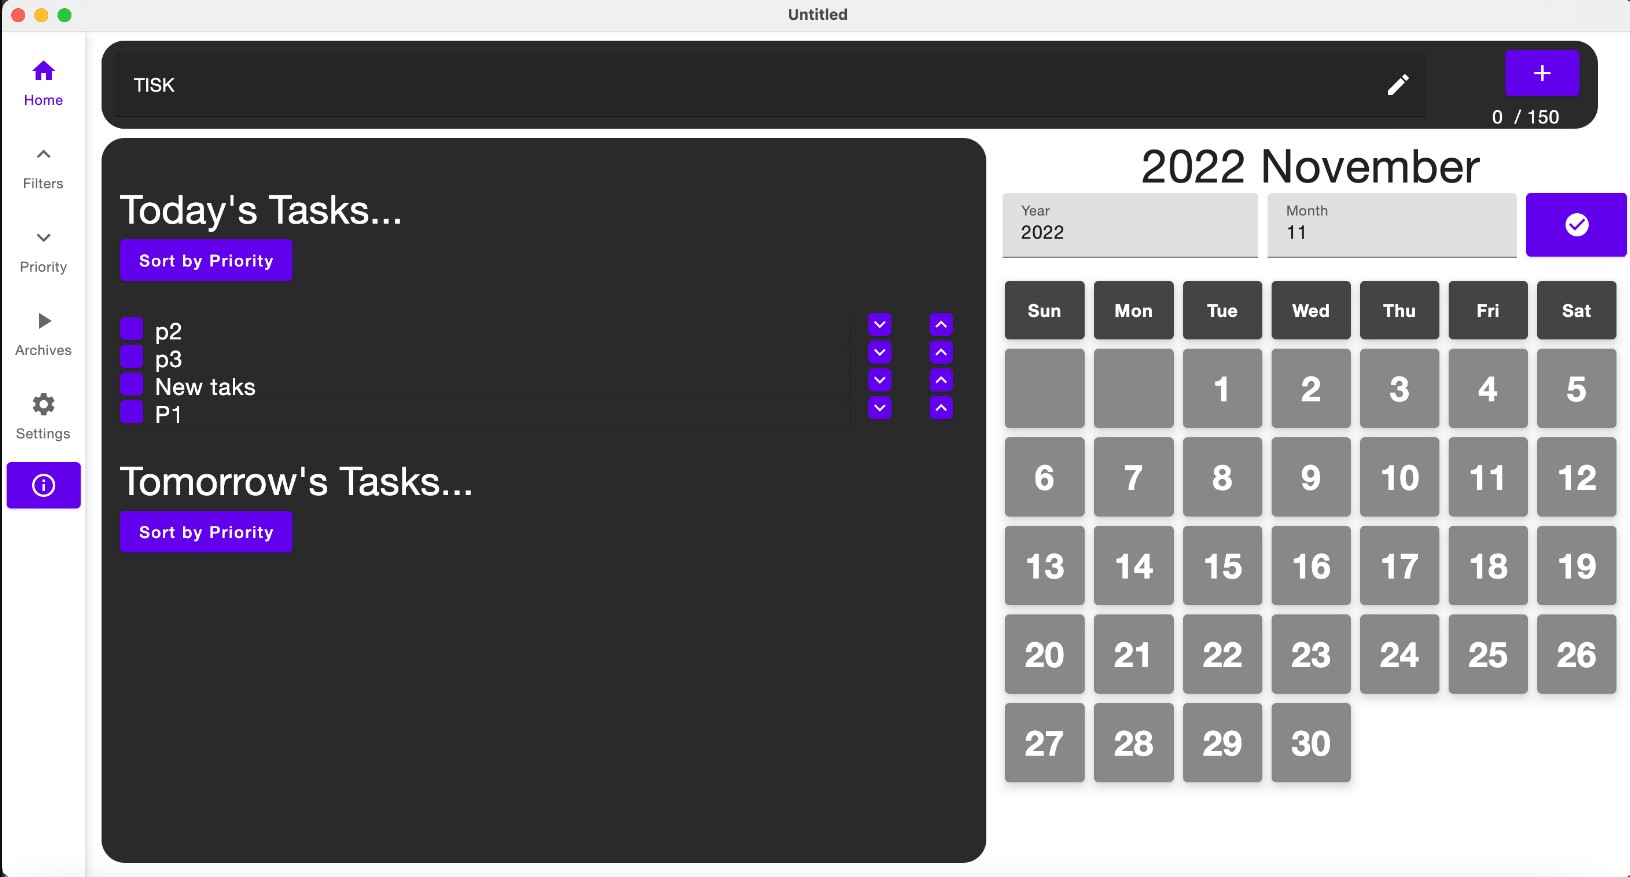 Untitled
Home
Filters
Priority
Archives
Settings
TISK
0 / 150
Today's Tasks...
Sort by Priority
p2
p3
New taks
P1
Tomorrow's Tasks...
Sort by Priority
2022 November
Year
2022
Month
11
Sun Mon Tue Wed Thu Fri Sat
1 2 3 4 5
6 7 8 9 10 11 12
13 14 15 16 17 18 19
20 21 22 23 24 25 26
27 28 29 30